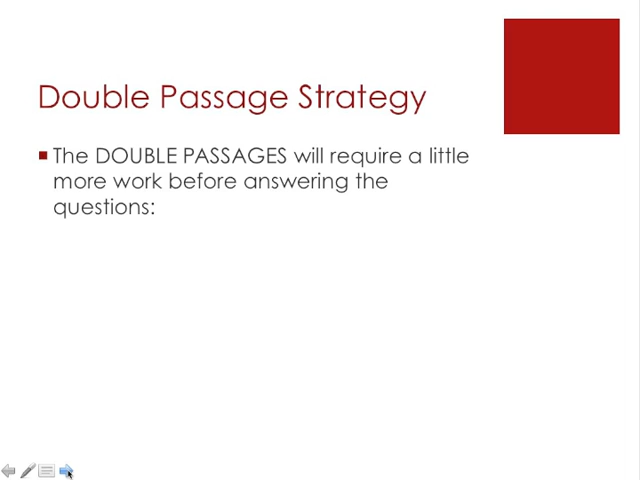 Double Passage Strategy
The DOUBLE PASSAGES will require a little
more work before answering the
questions: